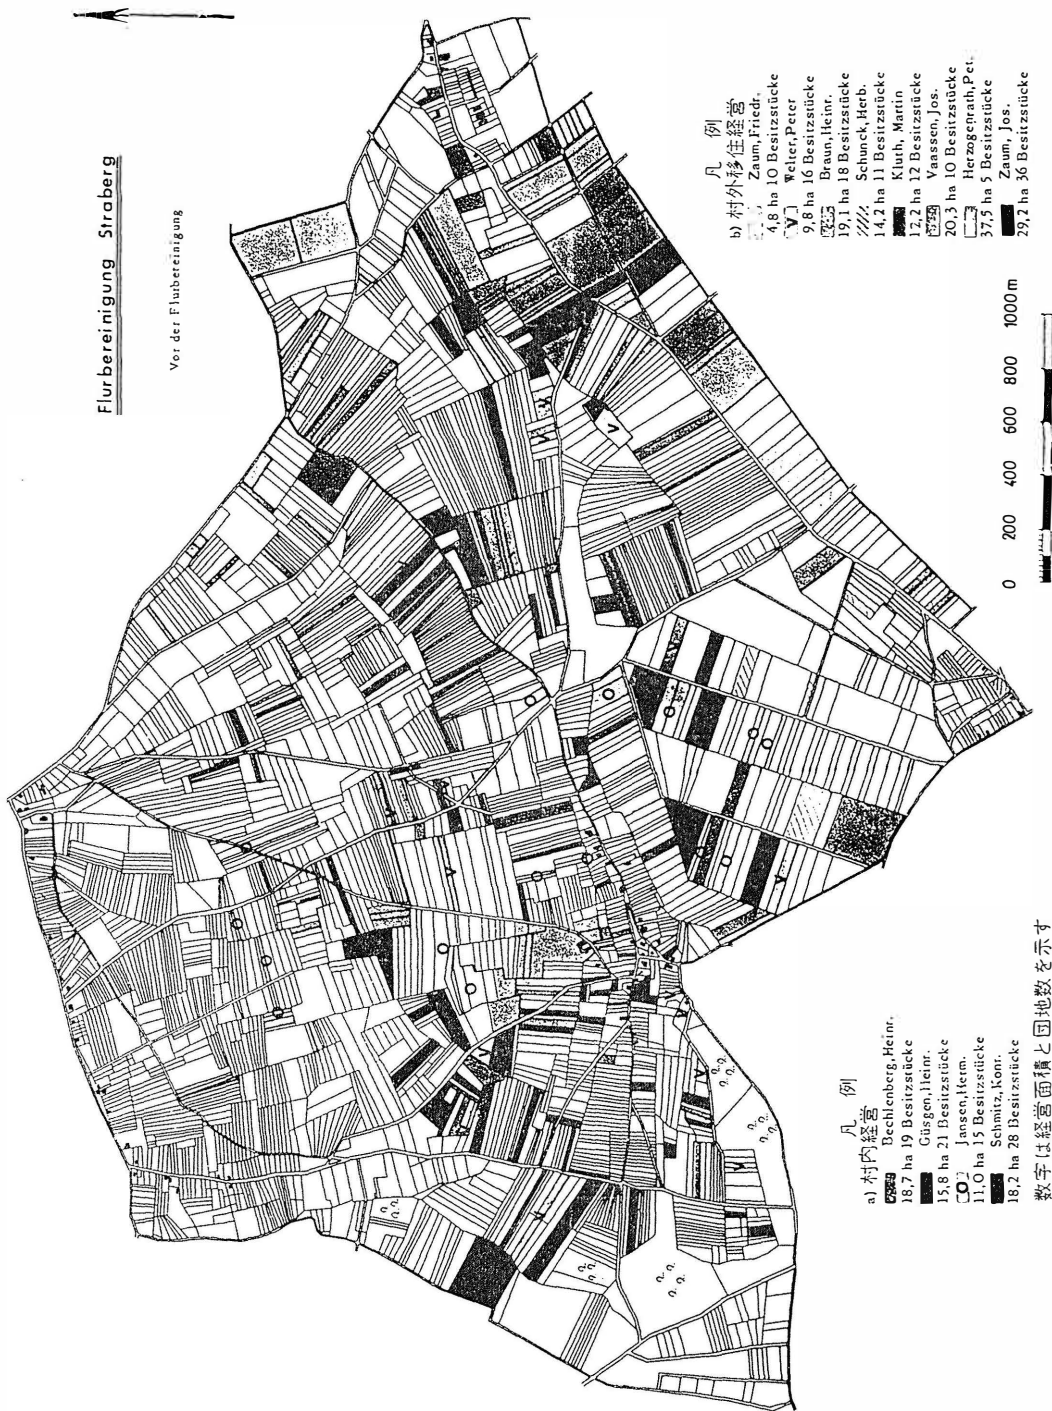 Flurbereinigung Straberg
Vor der Flurbereinigung
凡 例
a) 村内経営
Bechlenberg, Heinr.
18,7 ha 19 Besitzstücke
Güsgen, Heinr.
15,8 ha 21 Besitzstücke
Jansen, Herm.
11,0 ha 15 Besitzstücke
Schmitz, Konr.
18,2 ha 28 Besitzstücke
数字は経営面積と団地数を示す
凡 例
b) 村外移住経営
Zaum, Friedr.
4,8 ha 10 Besitzstücke
Welter, Peter
9,8 ha 16 Besitzstücke
Braun, Heinr.
19,1 ha 18 Besitzstücke
Schunck, Herb.
14,2 ha 11 Besitzstücke
Kluth, Martin
12,2 ha 12 Besitzstücke
Vaassen, Jos.
20,3 ha 10 Besitzstücke
Herzogenrath, Pet.
37,5 ha 5 Besitzstücke
Zaum, Jos.
29,2 ha 36 Besitzstücke
0 200 400 600 800 1000 m